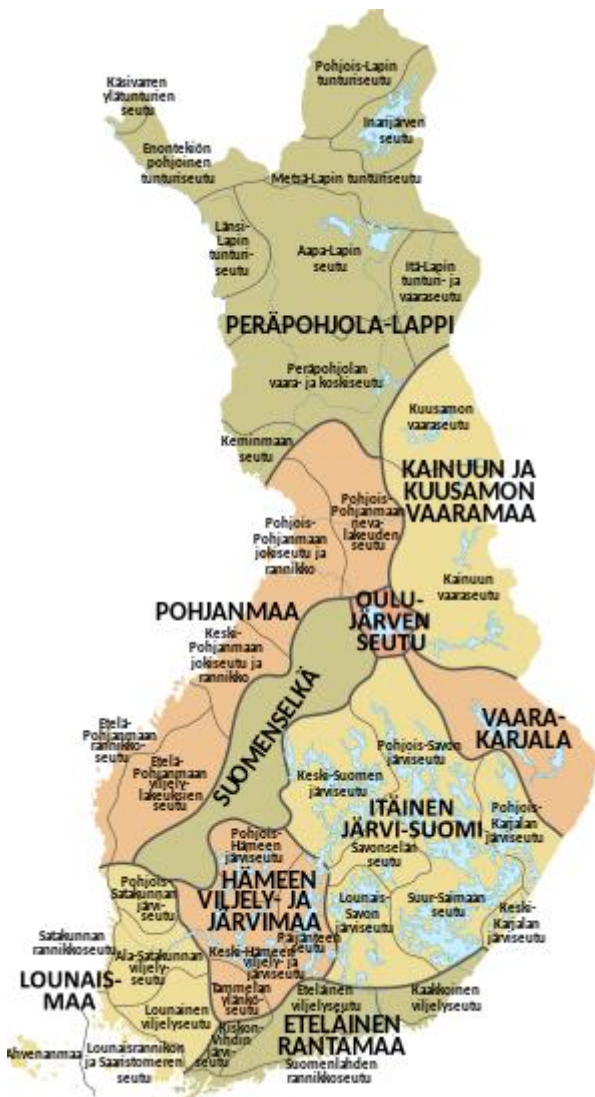 Pohjois-Lapin
tunturiseutu
Käsivarren
ylätunturien
seutu
Inarijärven
seutu
Enontekiön
pohjoinen
tunturiseutu
Metsä-Lapin tunturiseutu
Länsi-
Lapin
tunturi-
seutu
Aapa-Lapin
seutu
Itä-Lapin
tunturi- ja
vaaraseutu
PERÄPOHJOLA-LAPPI
Peräpohjolan
vaara- ja koskiseutu
Kuusamon
vaaraseutu
Keminmaan
seutu
KAINUUN JA
KUUSAMON
VAARAMAA
Pohjois-
Pohjanmaan
neva-
lakeuden
seutu
Pohjois-
Pohjanmaan
jokiseutu ja
rannikko
Kainuun
vaaraseutu
OULU-
JÄRVEN
SEUTU
POHJANMAA
Keski-
Pohjanmaan
jokiseutu ja
rannikko
SUOMENSELKÄ
VAARA-
KARJALA
Etelä-
Pohjanmaan
rannikko-
seutu
Etelä-
Pohjanmaan
viljely-
lakeuksien
seutu
Pohjois-Savon
järviseutu
Keski-Suomen
järviseutu
ITÄINEN
JÄRVI-SUOMI
Pohjois-
Karjalan
järviseutu
Savonselän
seutu
Pohjois-
Hämeen
järviseutu
HÄMEEN
VILJELY- JA
JÄRVIMAA
Pohjois-
Satakunnan
järvi-
seutu
Lounais-
Savon
järviseutu
Suur-Saimaan
seutu
Keski-
Karjalan
järviseutu
Satakunnan
rannikkoseutu
Ala-Satakunnan
viljely-
seutu
Päijänteen
seutu
Keski-Hämeen
viljely- ja
järviseutu
LOUNAIS-
MAA
Tammelan
ylänkö-
seutu
Eteläinen
viljelyseutu
Kaakkoinen
viljelyseutu
Lounainen
viljelyseutu
Kiskon-
Vihdin
järvi-
seutu
ETELÄINEN
RANTAMAA
Suomenlahden
rannikkoseutu
Ahvenanmaa
Lounaisrannikon
ja Saaristomeren
seutu